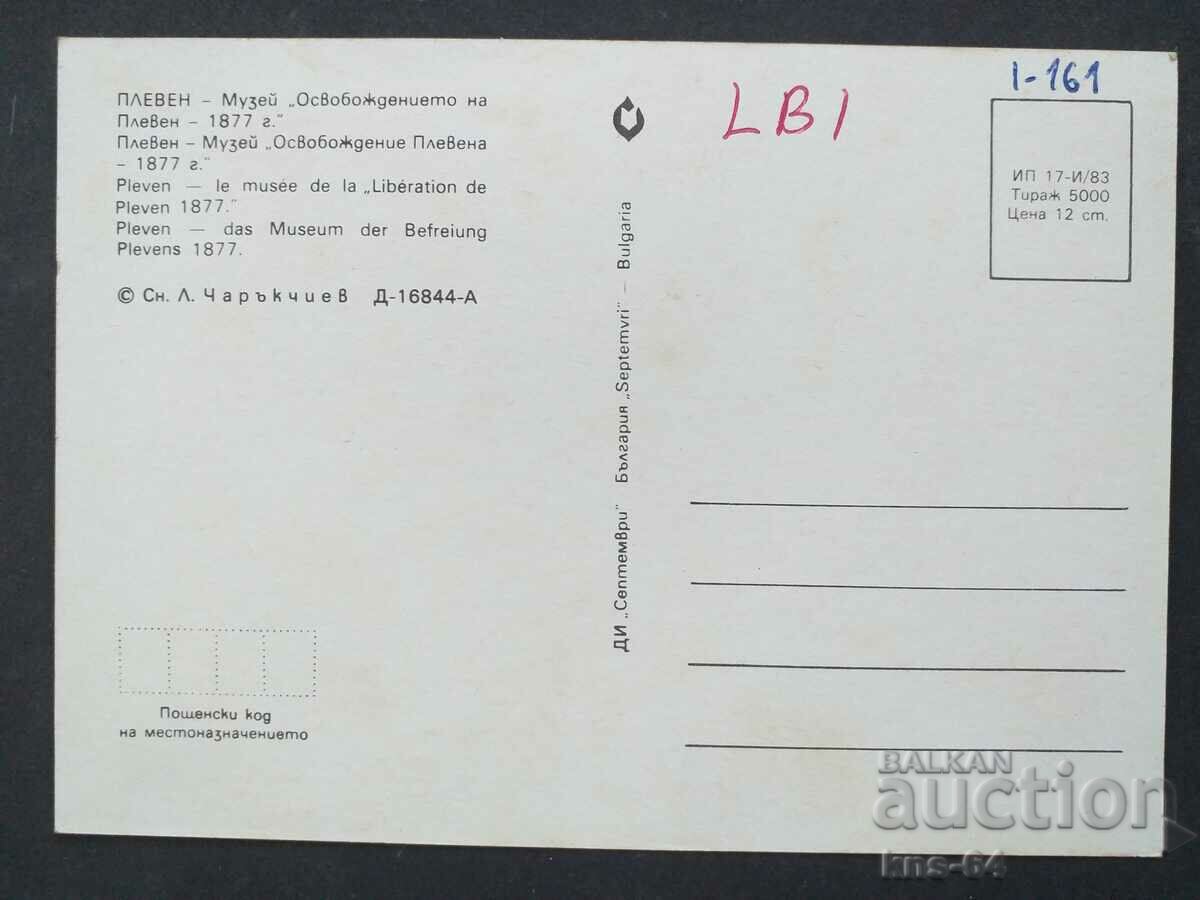 ПЛЕВЕН – Музей „Освобождението на
Плевен – 1877 г."
Плевен – Музей „Освобождение Плевена
– 1877 г."
Pleven — le musée de la „Libération de
Pleven 1877."
Pleven — das Museum der Befreiung
Plevens 1877.
© Сн. Л. Чаръкчиев Д-16844-А
Пощенски код
на местоназначението
ДИ „Септември" България „Septemvri" – Bulgaria
LB1
I-161
ИП 17-И/83
Тираж 5000
Цена 12 ст.
BALKAN
auction
kns-64